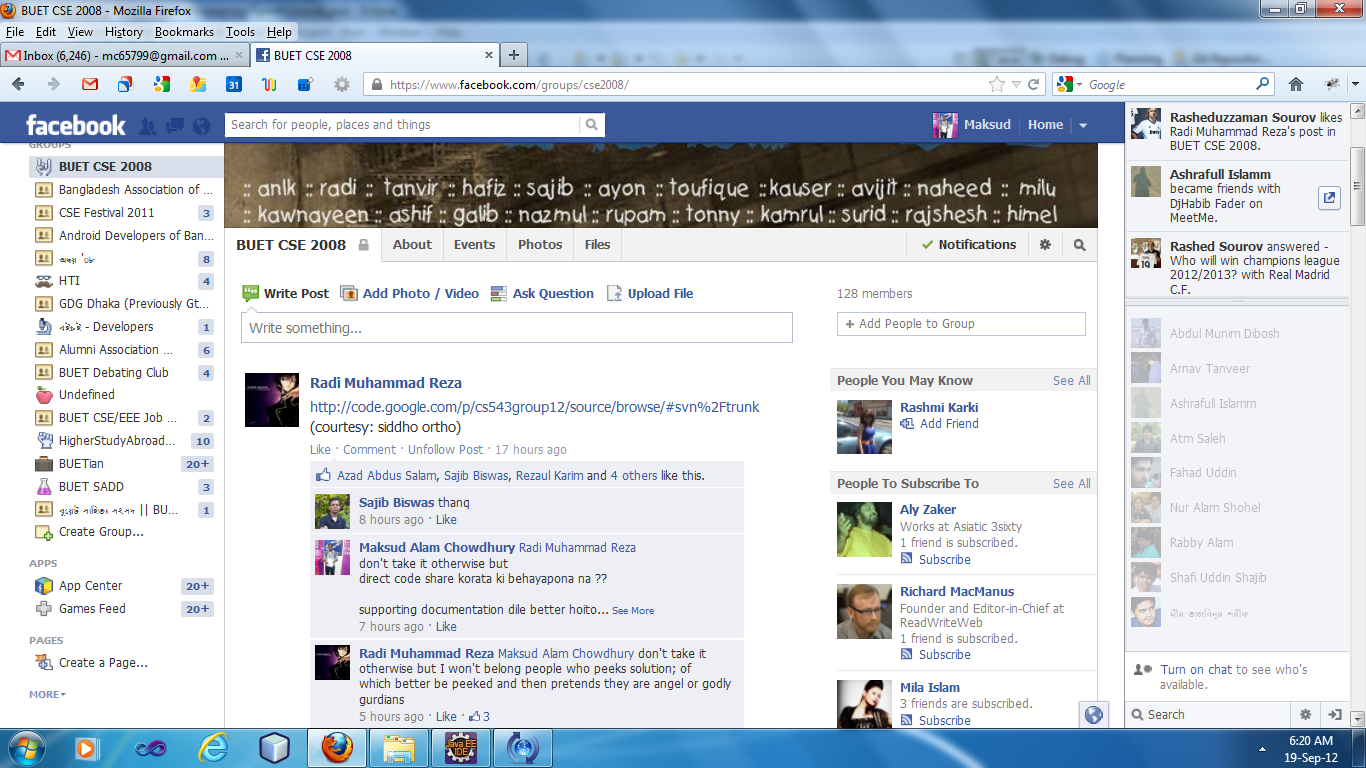 BUET CSE 2008 - Mozilla Firefox
File Edit View History Bookmarks Tools Help
Inbox (6,246) - mc65799@gmail.com ...
BUET CSE 2008
https://www.facebook.com/groups/cse2008/
Google
facebook
Search for people, places and things
Maksud Home
GROUPS
BUET CSE 2008
Bangladesh Association of ...
CSE Festival 2011 3
Android Developers of Ban...
'০৮ 8
HTI 4
GDG Dhaka (Previously Gt...
- Developers 1
Alumni Association ... 6
BUET Debating Club 4
Undefined
BUET CSE/EEE Job ... 2
HigherStudyAbroad... 10
BUETian 20+
BUET SADD 3
বুয়েট সাহিত্য সংসদ || BU... 1
Create Group...
APPS
App Center 20+
Games Feed 20+
PAGES
Create a Page...
MORE
:: anik :: radi :: tanvir :: hafiz :: sajib :: ayon :: toufique ::kauser :: avijit :: naheed :: milu
:: kawnayeen :: ashif :: galib :: nazmul :: rupam :: tonny :: kamrul :: surid :: rajshesh :: himel
BUET CSE 2008 About Events Photos Files Notifications
Write Post Add Photo / Video Ask Question Upload File
Write something...
Radi Muhammad Reza
http://code.google.com/p/cs543group12/source/browse/#svn%2Ftrunk
(courtesy: siddho ortho)
Like · Comment · Unfollow Post · 17 hours ago
Azad Abdus Salam, Sajib Biswas, Rezaul Karim and 4 others like this.
Sajib Biswas thanq
8 hours ago · Like
Maksud Alam Chowdhury Radi Muhammad Reza
don't take it otherwise but
direct code share korata ki behayapona na ??
supporting documentation dile better hoito... See More
7 hours ago · Like
Radi Muhammad Reza Maksud Alam Chowdhury don't take it
otherwise but I won't belong people who peeks solution; of
which better be peeked and then pretends they are angel or godly
gurdians
5 hours ago · Like · 3
128 members
+ Add People to Group
People You May Know See All
Rashmi Karki
Add Friend
People To Subscribe To See All
Aly Zaker
Works at Asiatic 3sixty
1 friend is subscribed.
Subscribe
Richard MacManus
Founder and Editor-in-Chief at
ReadWriteWeb
1 friend is subscribed.
Subscribe
Mila Islam
3 friends are subscribed.
Subscribe
Rasheduzzaman Sourov likes
Radi Muhammad Reza's post in
BUET CSE 2008.
Ashrafull Islamm
became friends with
DjHabib Fader on
MeetMe.
Rashed Sourov answered -
Who will win champions league
2012/2013? with Real Madrid
C.F.
Abdul Munim Dibosh
Arnav Tanveer
Ashrafull Islamm
Atm Saleh
Fahad Uddin
Nur Alam Shohel
Rabby Alam
Shafi Uddin Shajib
মীর তাজবিনূর শরীফ
Turn on chat to see who's
available.
Search
Java EE
IDE
6:20 AM
19-Sep-12